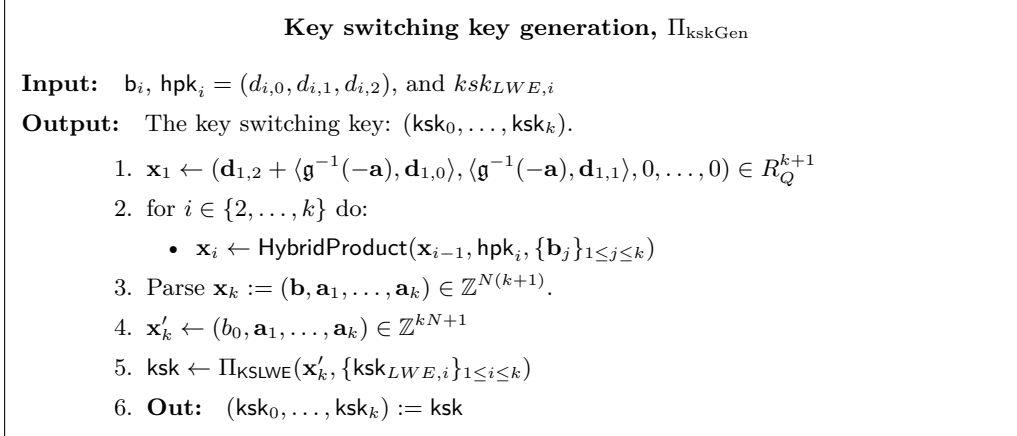 Key switching key generation, Π_kskGen
Input: b_i, hpk_i = (d_{i,0}, d_{i,1}, d_{i,2}), and ksk_{LWE,i}
Output: The key switching key: (ksk_0, . . . , ksk_k).
1. x_1 ← (d_{1,2} + ⟨𝔤^{−1}(−a), d_{1,0}⟩, ⟨𝔤^{−1}(−a), d_{1,1}⟩, 0, . . . , 0) ∈ R_Q^{k+1}
2. for i ∈ {2, . . . , k} do:
• x_i ← HybridProduct(x_{i−1}, hpk_i, {b_j}_{1≤j≤k})
3. Parse x_k := (b, a_1, . . . , a_k) ∈ ℤ^{N(k+1)}.
4. x′_k ← (b_0, a_1, . . . , a_k) ∈ ℤ^{kN+1}
5. ksk ← Π_KSLWE(x′_k, {ksk_{LWE,i}}_{1≤i≤k})
6. Out: (ksk_0, . . . , ksk_k) := ksk